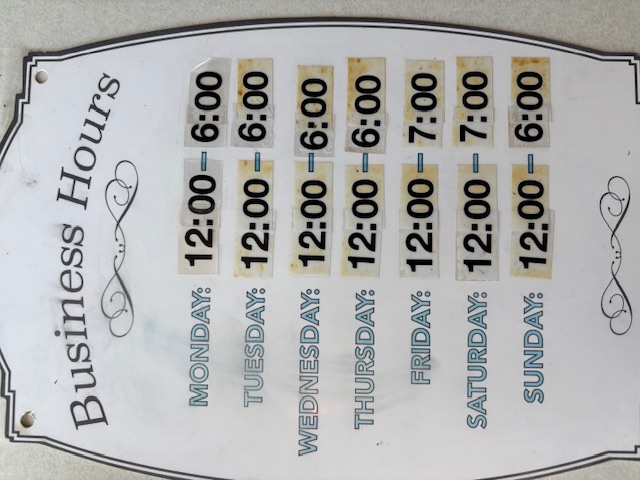 Business Hours
MONDAY: 12:00 – 6:00
TUESDAY: 12:00 – 6:00
WEDNESDAY: 12:00 – 6:00
THURSDAY: 12:00 – 6:00
FRIDAY: 12:00 – 7:00
SATURDAY: 12:00 – 7:00
SUNDAY: 12:00 – 6:00